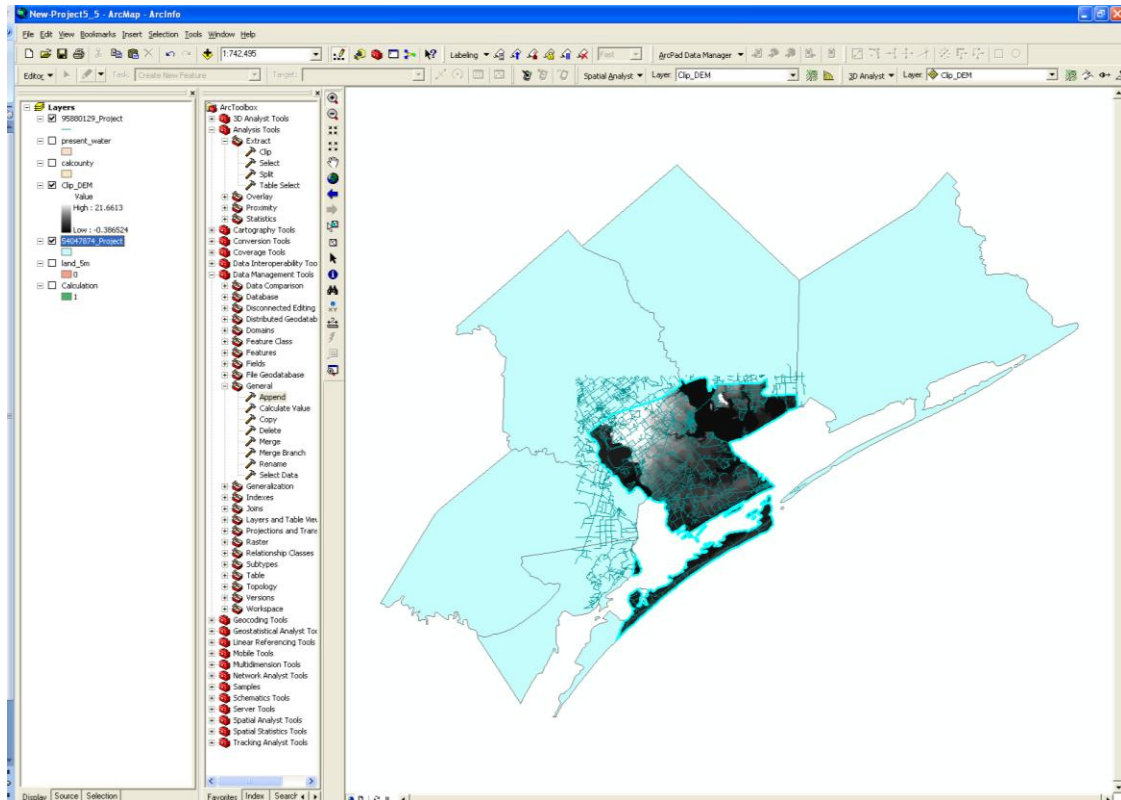 New-Project5_5 - ArcMap - ArcInfo
File Edit View Bookmarks Insert Selection Tools Window Help
1:742,495
Labeling
Fast
ArcPad Data Manager
Editor
Task: Create New Feature
Target:
Spatial Analyst
Layer: Clip_DEM
3D Analyst
Layer: Clip_DEM
Layers
95880129_Project
present_water
calcounty
Clip_DEM
Value
High : 21.6613
Low : -0.386524
54047874_Project
land_5m
0
Calculation
1
Display Source Selection
ArcToolbox
3D Analyst Tools
Analysis Tools
Extract
Clip
Select
Split
Table Select
Overlay
Proximity
Statistics
Cartography Tools
Conversion Tools
Coverage Tools
Data Interoperability Too
Data Management Tools
Data Comparison
Database
Disconnected Editing
Distributed Geodatab
Domains
Feature Class
Features
Fields
File Geodatabase
General
Append
Calculate Value
Copy
Delete
Merge
Merge Branch
Rename
Select Data
Generalization
Indexes
Joins
Layers and Table View
Projections and Trans
Raster
Relationship Classes
Subtypes
Table
Topology
Versions
Workspace
Geocoding Tools
Geostatistical Analyst Too
Linear Referencing Tools
Mobile Tools
Multidimension Tools
Network Analyst Tools
Samples
Schematics Tools
Server Tools
Spatial Analyst Tools
Spatial Statistics Tools
Tracking Analyst Tools
Favorites Index Search
XY